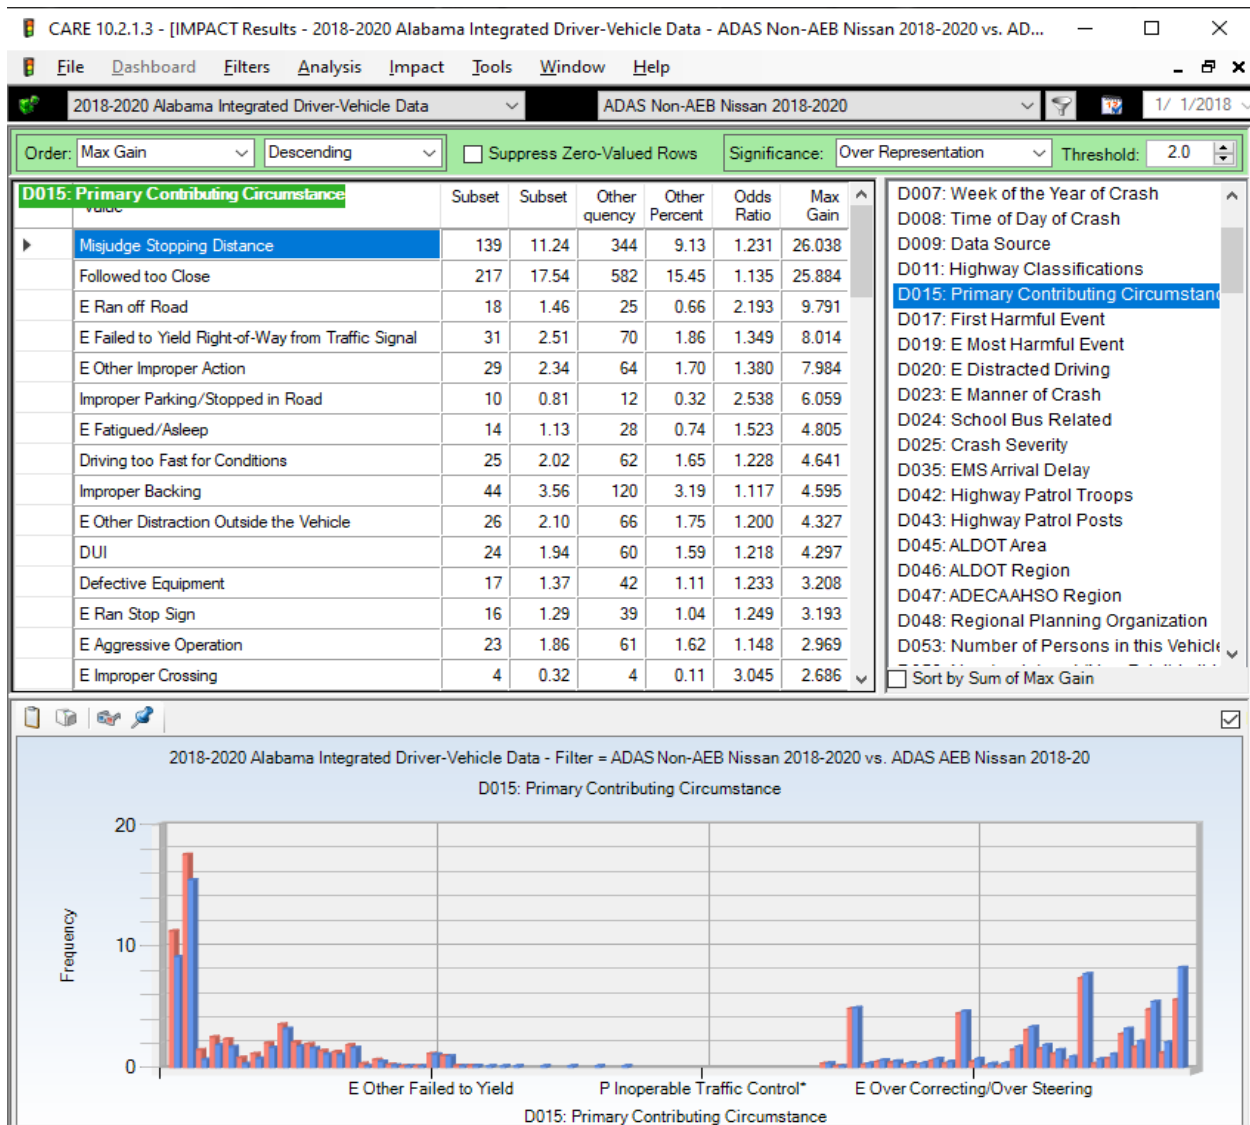 CARE 10.2.1.3 - [IMPACT Results - 2018-2020 Alabama Integrated Driver-Vehicle Data - ADAS Non-AEB Nissan 2018-2020 vs. AD...
File Dashboard Filters Analysis Impact Tools Window Help
2018-2020 Alabama Integrated Driver-Vehicle Data ADAS Non-AEB Nissan 2018-2020 1/ 1/2018
Order: Max Gain Descending Suppress Zero-Valued Rows Significance: Over Representation Threshold: 2.0
D015: Primary Contributing Circumstance
Subset Subset Other quency Other Percent Odds Ratio Max Gain
Misjudge Stopping Distance 139 11.24 344 9.13 1.231 26.038
Followed too Close 217 17.54 582 15.45 1.135 25.884
E Ran off Road 18 1.46 25 0.66 2.193 9.791
E Failed to Yield Right-of-Way from Traffic Signal 31 2.51 70 1.86 1.349 8.014
E Other Improper Action 29 2.34 64 1.70 1.380 7.984
Improper Parking/Stopped in Road 10 0.81 12 0.32 2.538 6.059
E Fatigued/Asleep 14 1.13 28 0.74 1.523 4.805
Driving too Fast for Conditions 25 2.02 62 1.65 1.228 4.641
Improper Backing 44 3.56 120 3.19 1.117 4.595
E Other Distraction Outside the Vehicle 26 2.10 66 1.75 1.200 4.327
DUI 24 1.94 60 1.59 1.218 4.297
Defective Equipment 17 1.37 42 1.11 1.233 3.208
E Ran Stop Sign 16 1.29 39 1.04 1.249 3.193
E Aggressive Operation 23 1.86 61 1.62 1.148 2.969
E Improper Crossing 4 0.32 4 0.11 3.045 2.686
D007: Week of the Year of Crash
D008: Time of Day of Crash
D009: Data Source
D011: Highway Classifications
D015: Primary Contributing Circumstanc
D017: First Harmful Event
D019: E Most Harmful Event
D020: E Distracted Driving
D023: E Manner of Crash
D024: School Bus Related
D025: Crash Severity
D035: EMS Arrival Delay
D042: Highway Patrol Troops
D043: Highway Patrol Posts
D045: ALDOT Area
D046: ALDOT Region
D047: ADECAAHSO Region
D048: Regional Planning Organization
D053: Number of Persons in this Vehicle
Sort by Sum of Max Gain
2018-2020 Alabama Integrated Driver-Vehicle Data - Filter = ADAS Non-AEB Nissan 2018-2020 vs. ADAS AEB Nissan 2018-20
D015: Primary Contributing Circumstance
20
10
0
Frequency
E Other Failed to Yield P Inoperable Traffic Control* E Over Correcting/Over Steering
D015: Primary Contributing Circumstance